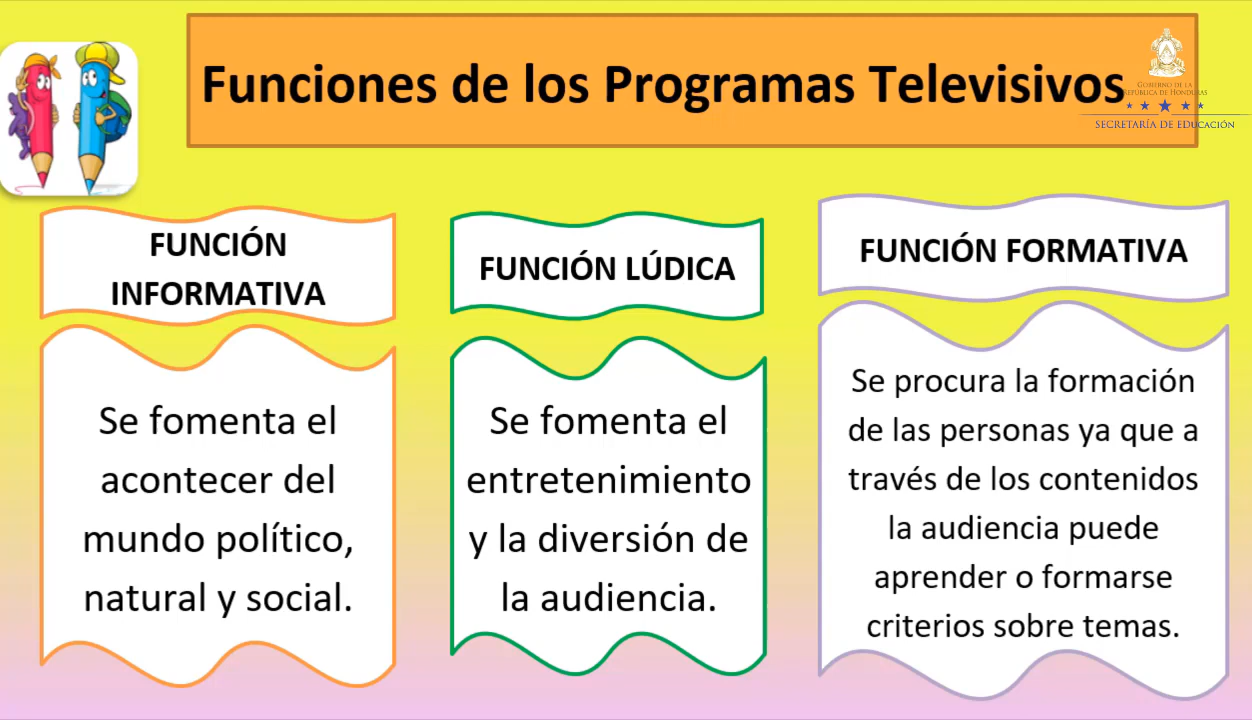 Funciones de los Programas Televisivos
GOBIERNO DE LA
REPÚBLICA DE HONDURAS
SECRETARÍA DE EDUCACIÓN
FUNCIÓN
INFORMATIVA
Se fomenta el
acontecer del
mundo político,
natural y social.
FUNCIÓN LÚDICA
Se fomenta el
entretenimiento
y la diversión de
la audiencia.
FUNCIÓN FORMATIVA
Se procura la formación
de las personas ya que a
través de los contenidos
la audiencia puede
aprender o formarse
criterios sobre temas.